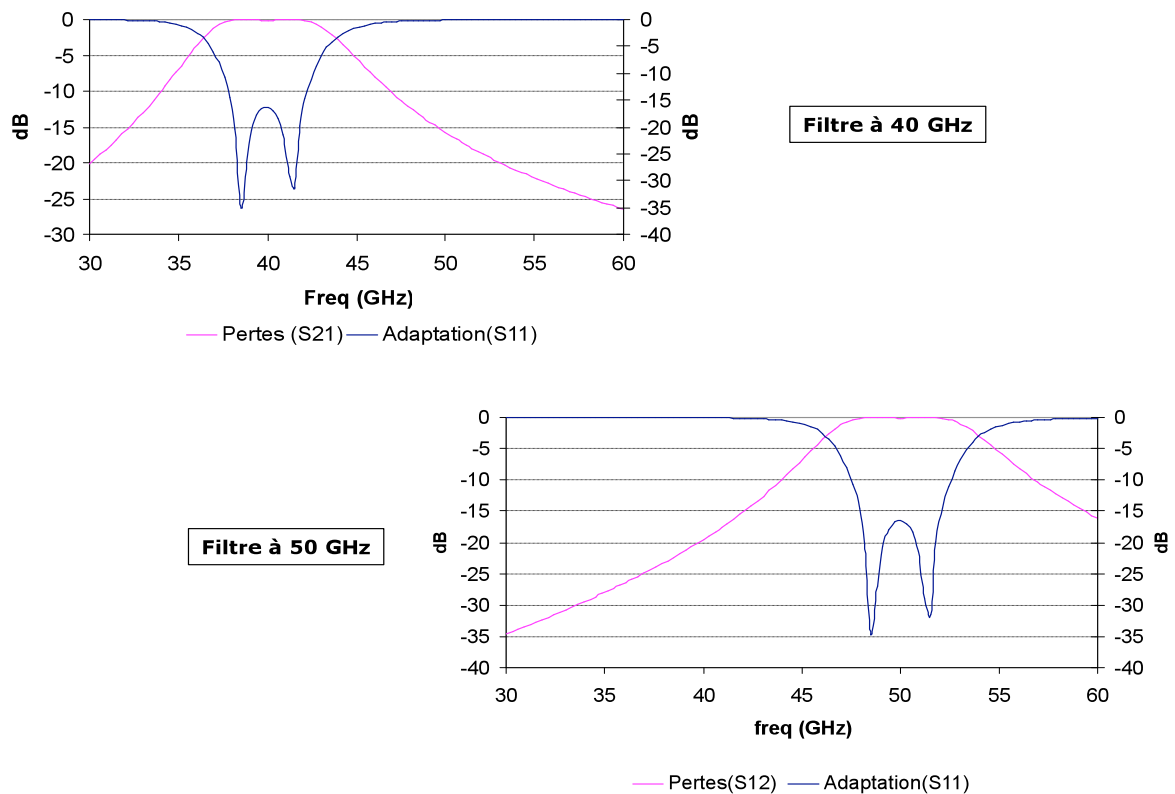 0
-5
-10
-15
-20
-25
-30
dB
0
-5
-10
-15
-20
-25
-30
-35
-40
dB
30 35 40 45 50 55 60
Freq (GHz)
Pertes (S21) Adaptation(S11)
Filtre à 40 GHz
Filtre à 50 GHz
0
-5
-10
-15
-20
-25
-30
-35
-40
dB
0
-5
-10
-15
-20
-25
-30
-35
-40
dB
30 35 40 45 50 55 60
freq (GHz)
Pertes(S12) Adaptation(S11)